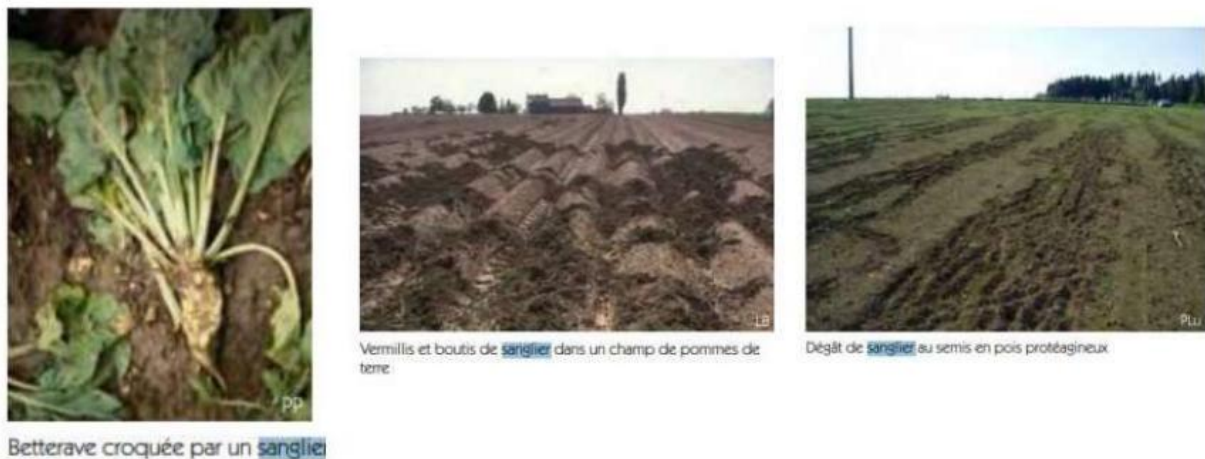 PP
Betterave croquée par un sanglier
LB
Vermillis et boutis de sanglier dans un champ de pommes de
terre
PLu
Dégât de sanglier au semis en pois protéagineux